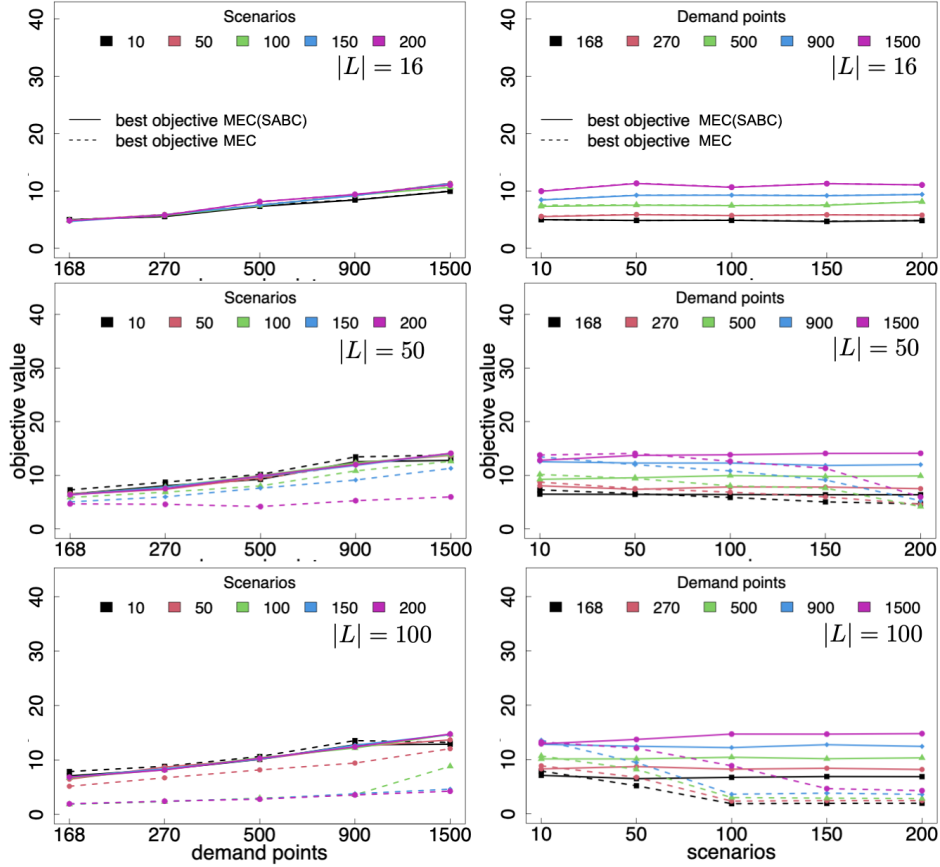 Scenarios
10 50 100 150 200
|L| = 16
best objective MEC(SABC)
best objective MEC
40
30
20
10
0
168 270 500 900 1500
Demand points
168 270 500 900 1500
|L| = 16
best objective MEC(SABC)
best objective MEC
40
30
20
10
0
10 50 100 150 200
Scenarios
10 50 100 150 200
|L| = 50
objective value
40
30
20
10
0
168 270 500 900 1500
Demand points
168 270 500 900 1500
|L| = 50
40
30
20
10
0
10 50 100 150 200
Scenarios
10 50 100 150 200
|L| = 100
40
30
20
10
0
168 270 500 900 1500
demand points
Demand points
168 270 500 900 1500
|L| = 100
40
30
20
10
0
10 50 100 150 200
scenarios